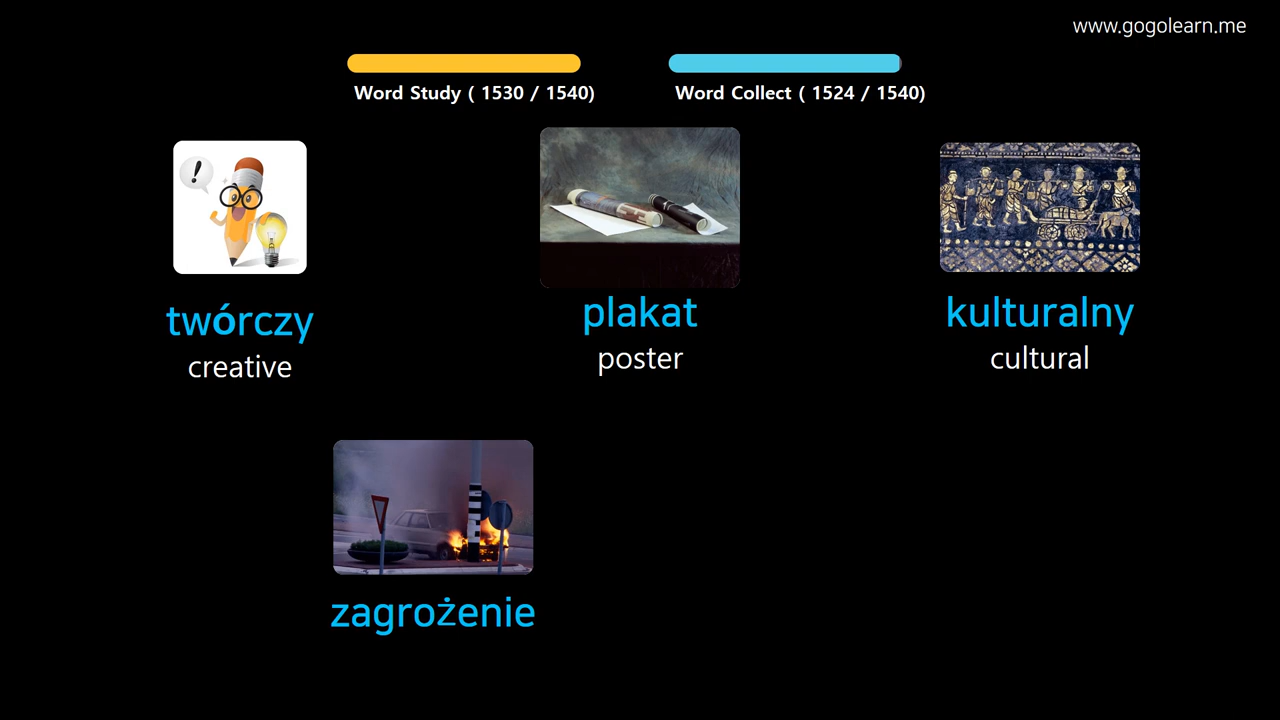 www.gogolearn.me
Word Study ( 1530 / 1540)
Word Collect ( 1524 / 1540)
!
twórczy
creative
plakat
poster
kulturalny
cultural
zagrożenie